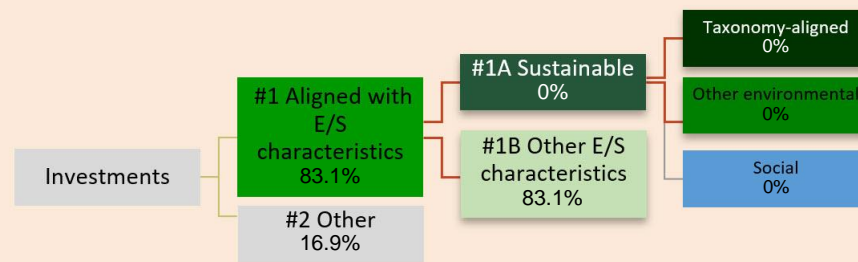 Investments
#1 Aligned with
E/S
characteristics
83.1%
#2 Other
16.9%
#1A Sustainable
0%
#1B Other E/S
characteristics
83.1%
Taxonomy-aligned
0%
Other environmental
0%
Social
0%